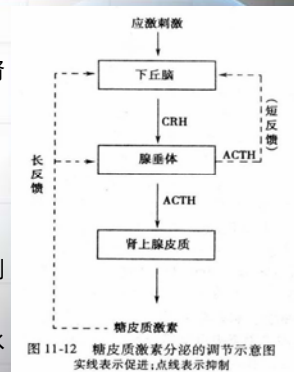 应激刺激
下丘脑
CRH
(短反馈)
长反馈
腺垂体
ACTH
ACTH
肾上腺皮质
糖皮质激素
图 11-12 糖皮质激素分泌的调节示意图
实线表示促进;点线表示抑制